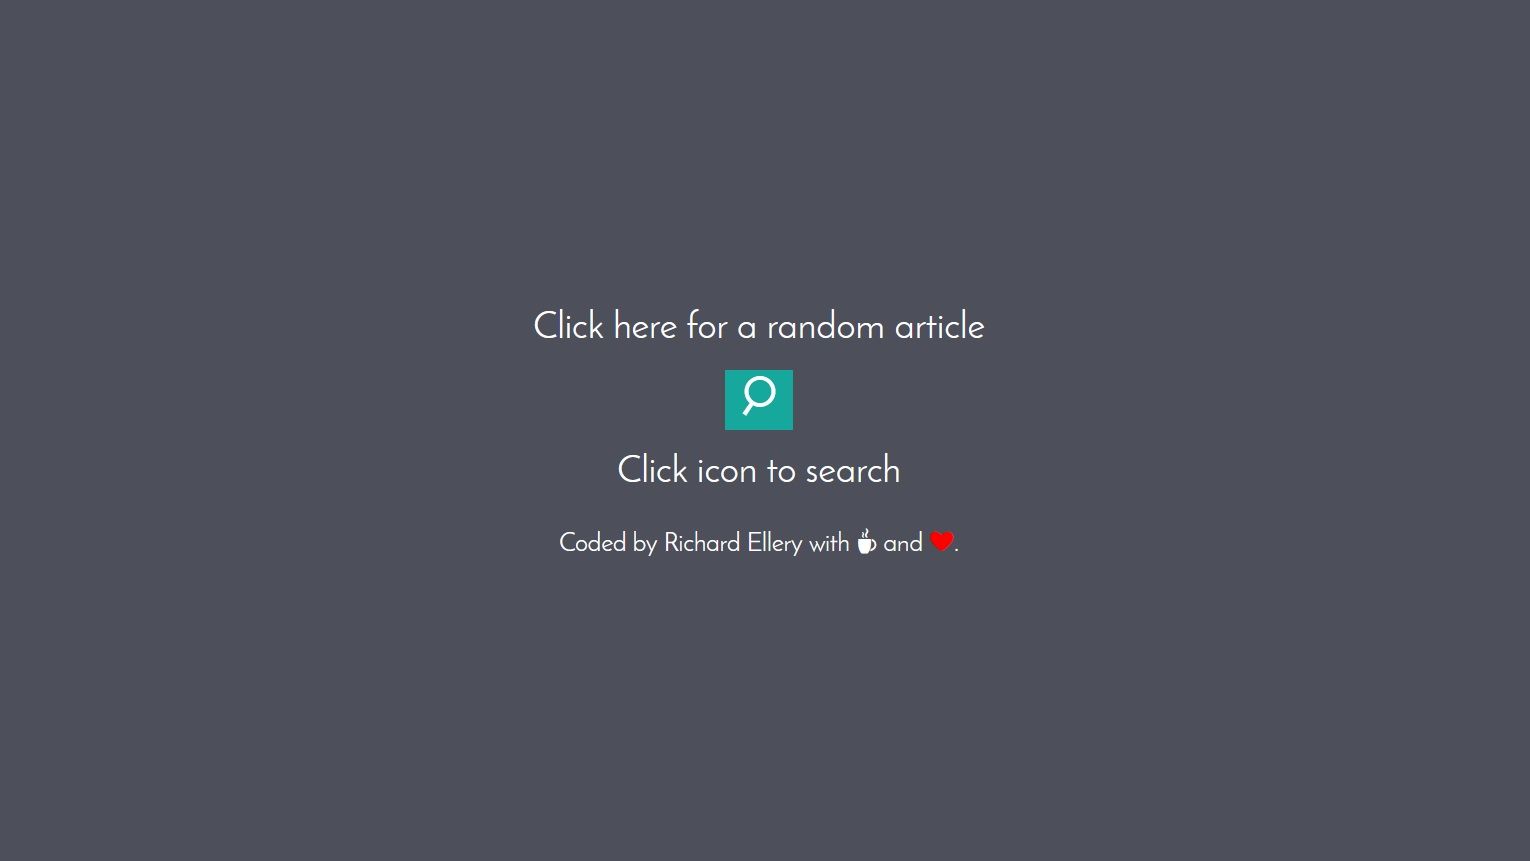 Click here for a random article
Click icon to search
Coded by Richard Ellery with and .